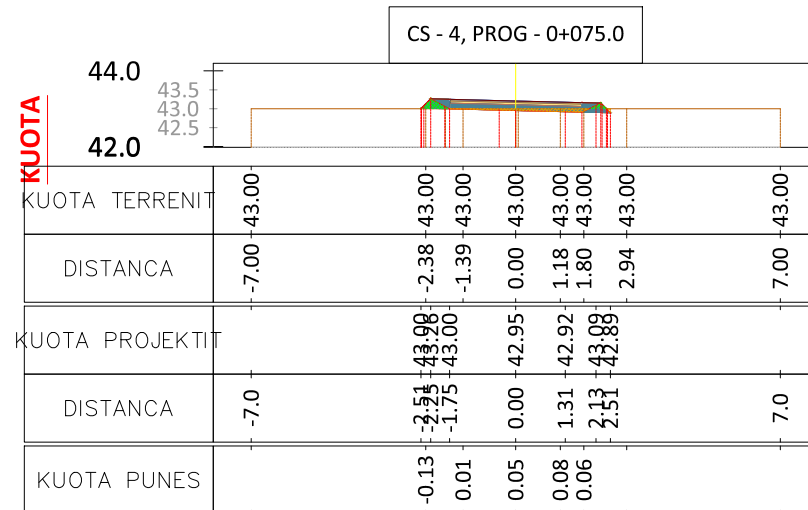 CS - 4, PROG - 0+075.0
KUOTA
44.0
43.5
43.0
42.5
42.0
KUOTA TERRENIT 43.00 43.00 43.00 43.00 43.00 43.00 43.00 43.00
DISTANCA -7.00 -2.38 -1.39 0.00 1.18 1.80 2.94 7.00
KUOTA PROJEKTIT 43.00 43.26 43.00 42.95 42.92 43.09 42.89
DISTANCA -7.0 -2.51 -2.25 -1.75 0.00 1.31 2.13 2.51 7.0
KUOTA PUNES -0.13 0.01 0.05 0.08 0.06